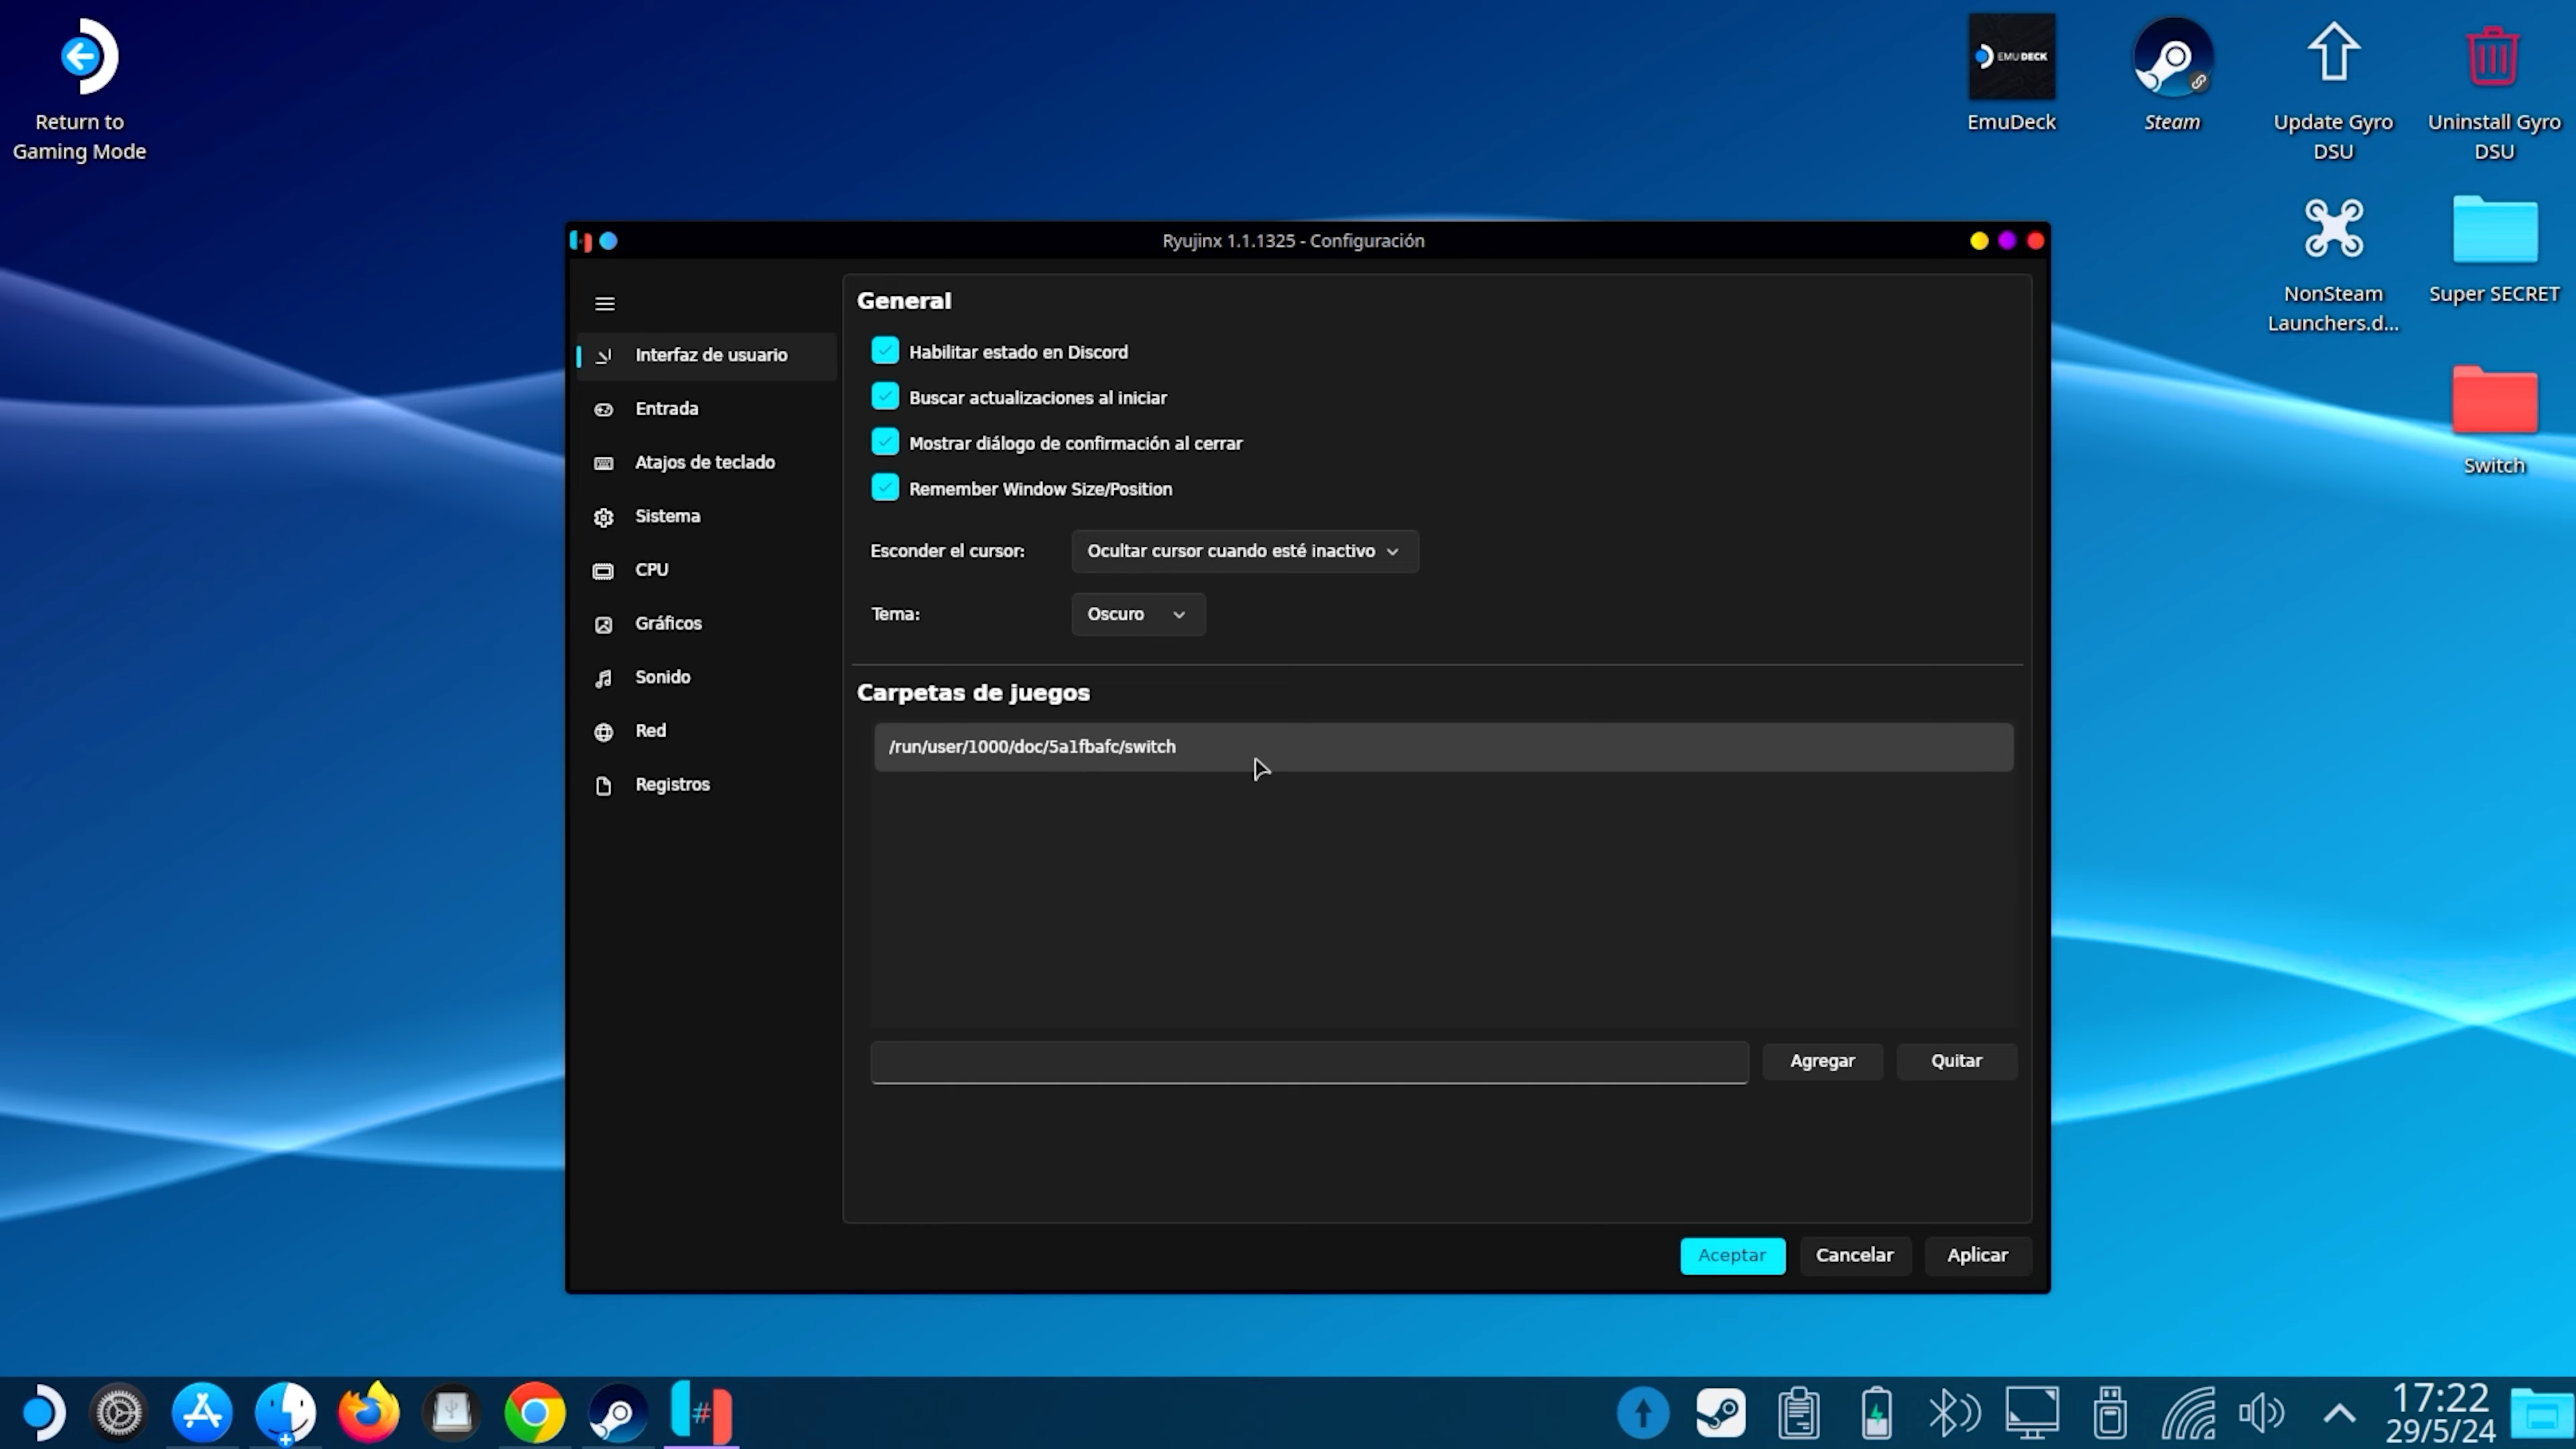 Return to
Gaming Mode
EMUDECK
EmuDeck
Steam
Update Gyro
DSU
Uninstall Gyro
DSU
NonSteam
Launchers.d...
Super SECRET
Switch
Ryujinx 1.1.1325 - Configuración
Interfaz de usuario
Entrada
Atajos de teclado
Sistema
CPU
Gráficos
Sonido
Red
Registros
General
Habilitar estado en Discord
Buscar actualizaciones al iniciar
Mostrar diálogo de confirmación al cerrar
Remember Window Size/Position
Esconder el cursor: Ocultar cursor cuando esté inactivo
Tema: Oscuro
Carpetas de juegos
/run/user/1000/doc/5a1fbafc/switch
Agregar Quitar
Aceptar Cancelar Aplicar
17:22
29/5/24